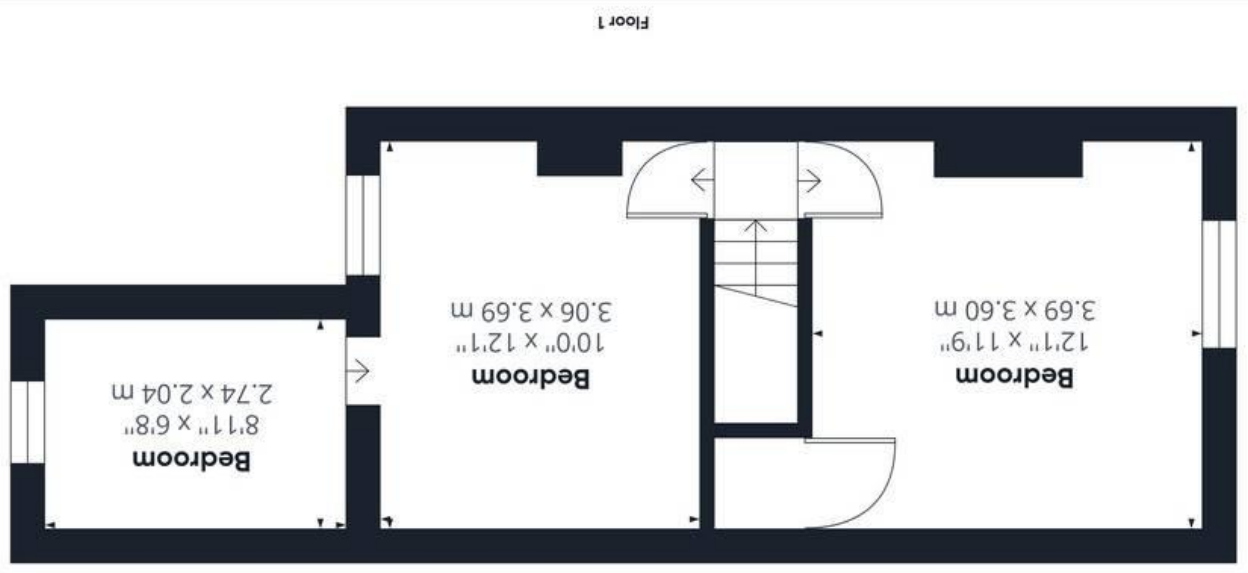 Bedroom
12'1" x 11'9"
3.69 x 3.60 m
Bedroom
10'0" x 12'1"
3.06 x 3.69 m
Bedroom
8'11" x 6'8"
2.74 x 2.04 m
Floor 1